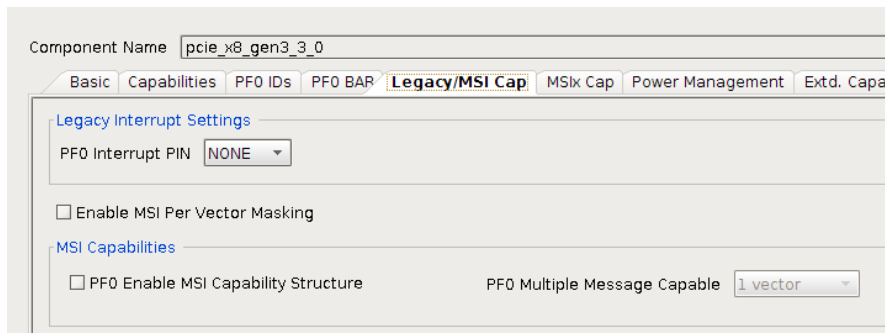 Component Name pcie_x8_gen3_3_0
Basic Capabilities PF0 IDs PF0 BAR Legacy/MSI Cap MSIx Cap Power Management Extd. Capa
Legacy Interrupt Settings
PF0 Interrupt PIN NONE
Enable MSI Per Vector Masking
MSI Capabilities
PF0 Enable MSI Capability Structure PF0 Multiple Message Capable 1 vector